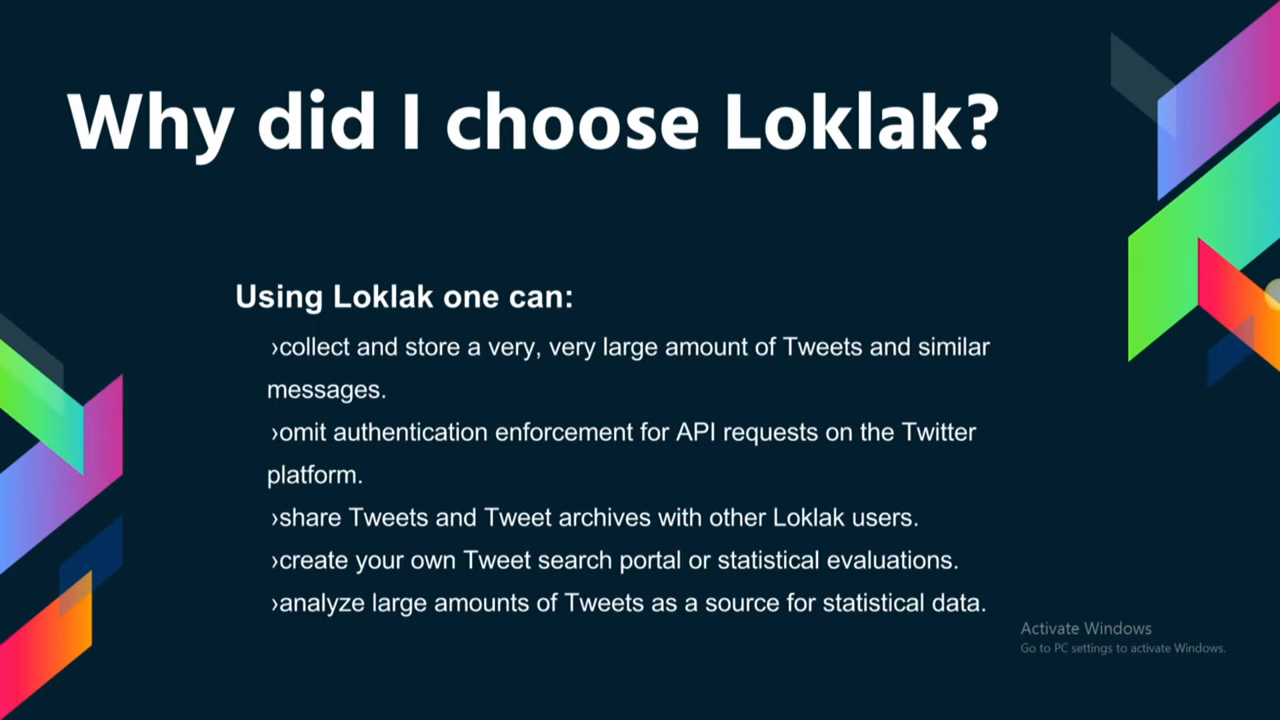 Why did I choose Loklak?
Using Loklak one can:
›collect and store a very, very large amount of Tweets and similar
messages.
›omit authentication enforcement for API requests on the Twitter
platform.
›share Tweets and Tweet archives with other Loklak users.
›create your own Tweet search portal or statistical evaluations.
›analyze large amounts of Tweets as a source for statistical data.
Activate Windows
Go to PC settings to activate Windows.